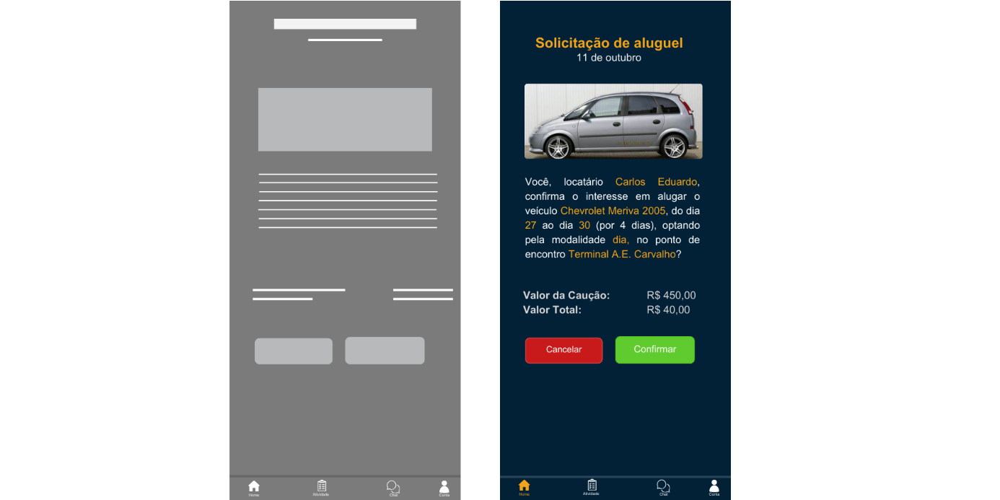 Solicitação de aluguel
11 de outubro
Você, locatário Carlos Eduardo,
confirma o interesse em alugar o
veículo Chevrolet Meriva 2005, do dia
27 ao dia 30 (por 4 dias), optando
pela modalidade dia, no ponto de
encontro Terminal A.E. Carvalho?
Valor da Caução: R$ 450,00
Valor Total: R$ 40,00
Cancelar Confirmar
Home Atividade Chat Conta
Home Atividade Chat Conta